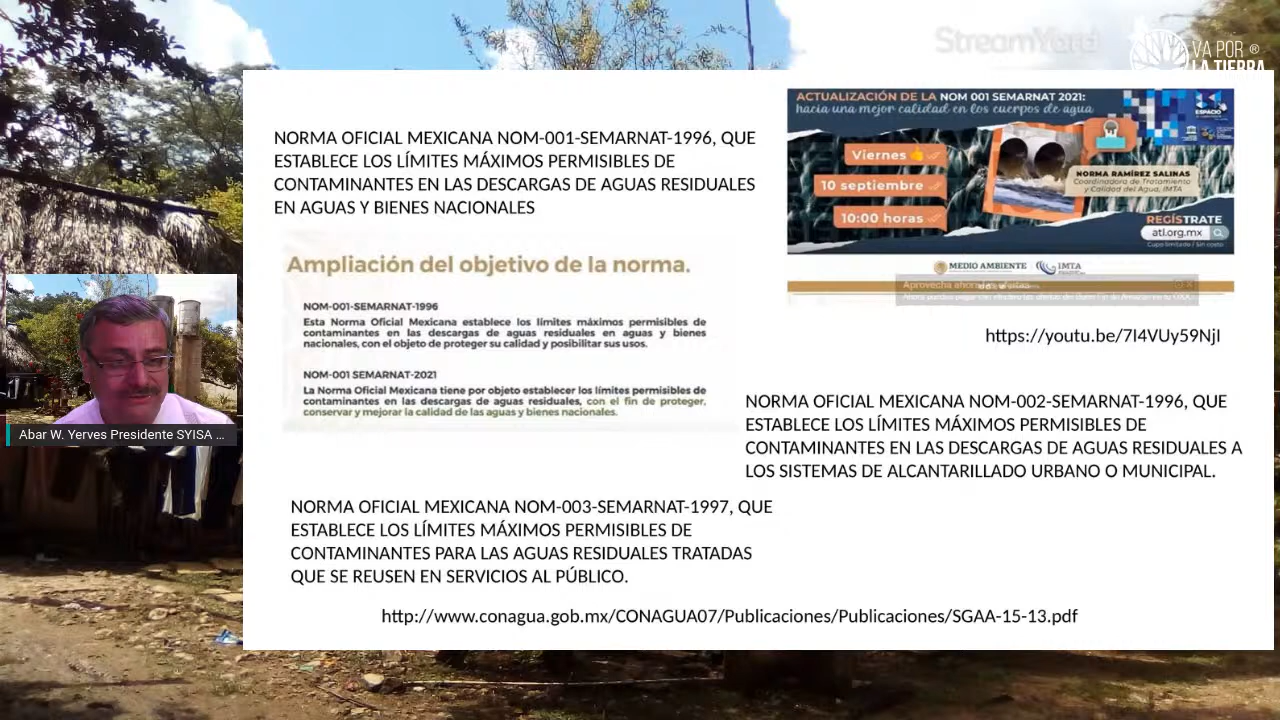 StreamYard
VA POR ®
LA TIERRA
NORMA OFICIAL MEXICANA NOM-001-SEMARNAT-1996, QUE
ESTABLECE LOS LÍMITES MÁXIMOS PERMISIBLES DE
CONTAMINANTES EN LAS DESCARGAS DE AGUAS RESIDUALES
EN AGUAS Y BIENES NACIONALES
ACTUALIZACIÓN DE LA NOM 001 SEMARNAT 2021:
hacia una mejor calidad en los cuerpos de agua
ESPACIO
Viernes
10 septiembre
10:00 horas
NORMA RAMÍREZ SALINAS
Coordinadora de Tratamiento
y Calidad del Agua, IMTA
REGÍSTRATE
atl.org.mx
Cupo limitado / Sin costo
MEDIO AMBIENTE
IMTA
Aprovecha ahora las ofertas
https://youtu.be/7I4VUy59NjI
Ampliación del objetivo de la norma.
NOM-001-SEMARNAT-1996
Esta Norma Oficial Mexicana establece los límites máximos permisibles de
contaminantes en las descargas de aguas residuales en aguas y bienes
nacionales, con el objeto de proteger su calidad y posibilitar sus usos.
NOM-001 SEMARNAT-2021
La Norma Oficial Mexicana tiene por objeto establecer los límites permisibles de
contaminantes en las descargas de aguas residuales, con el fin de proteger,
conservar y mejorar la calidad de las aguas y bienes nacionales.
NORMA OFICIAL MEXICANA NOM-002-SEMARNAT-1996, QUE
ESTABLECE LOS LÍMITES MÁXIMOS PERMISIBLES DE
CONTAMINANTES EN LAS DESCARGAS DE AGUAS RESIDUALES A
LOS SISTEMAS DE ALCANTARILLADO URBANO O MUNICIPAL.
Abar W. Yerves Presidente SYISA ...
NORMA OFICIAL MEXICANA NOM-003-SEMARNAT-1997, QUE
ESTABLECE LOS LÍMITES MÁXIMOS PERMISIBLES DE
CONTAMINANTES PARA LAS AGUAS RESIDUALES TRATADAS
QUE SE REUSEN EN SERVICIOS AL PÚBLICO.
http://www.conagua.gob.mx/CONAGUA07/Publicaciones/Publicaciones/SGAA-15-13.pdf